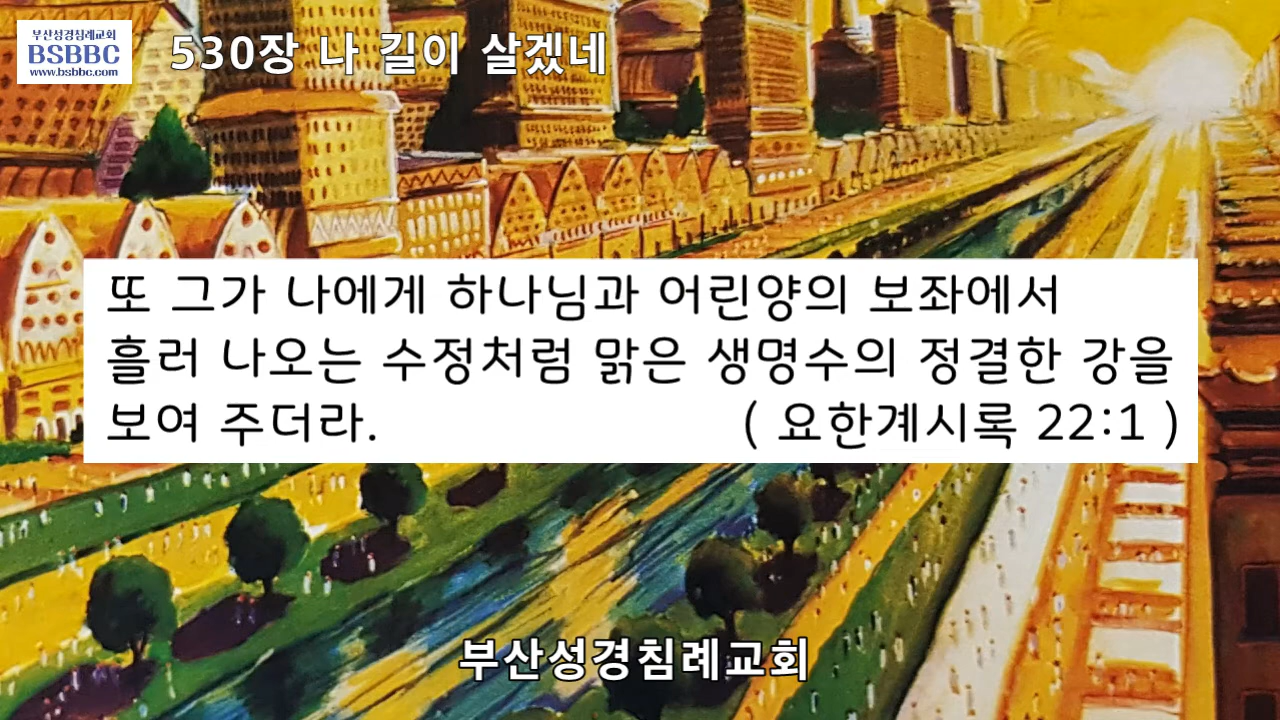 부산성경침례교회
BSBBC
www.bsbbc.com
530장 나 길이 살겠네
또 그가 나에게 하나님과 어린양의 보좌에서
흘러 나오는 수정처럼 맑은 생명수의 정결한 강을
보여 주더라. ( 요한계시록 22:1 )
부산성경침례교회